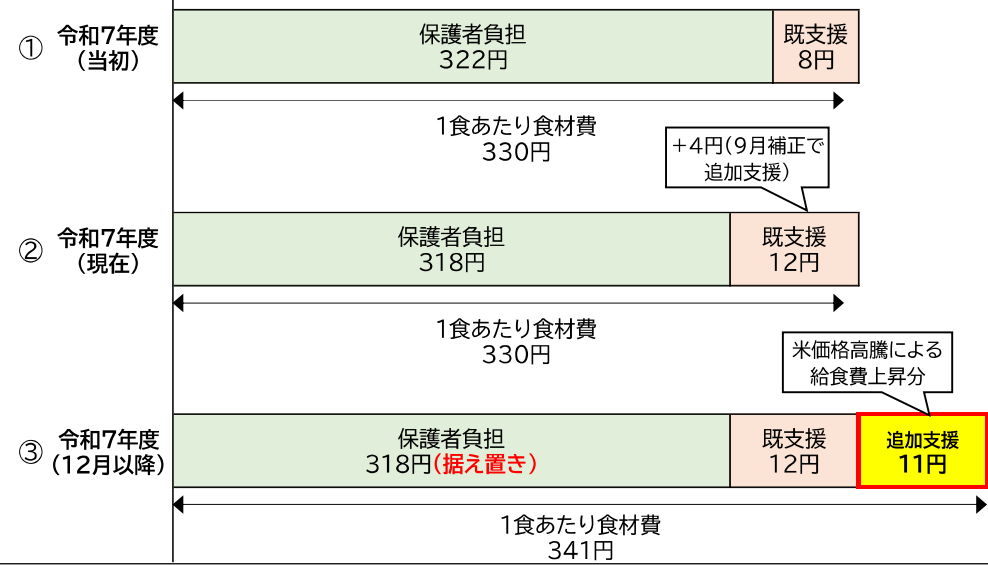 ①
令和7年度
（当初）
保護者負担
322円
既支援
8円
1食あたり食材費
330円
＋4円（9月補正で
追加支援）
②
令和7年度
（現在）
保護者負担
318円
既支援
12円
1食あたり食材費
330円
米価格高騰による
給食費上昇分
③
令和7年度
（12月以降）
保護者負担
318円（据え置き）
既支援
12円
追加支援
11円
1食あたり食材費
341円